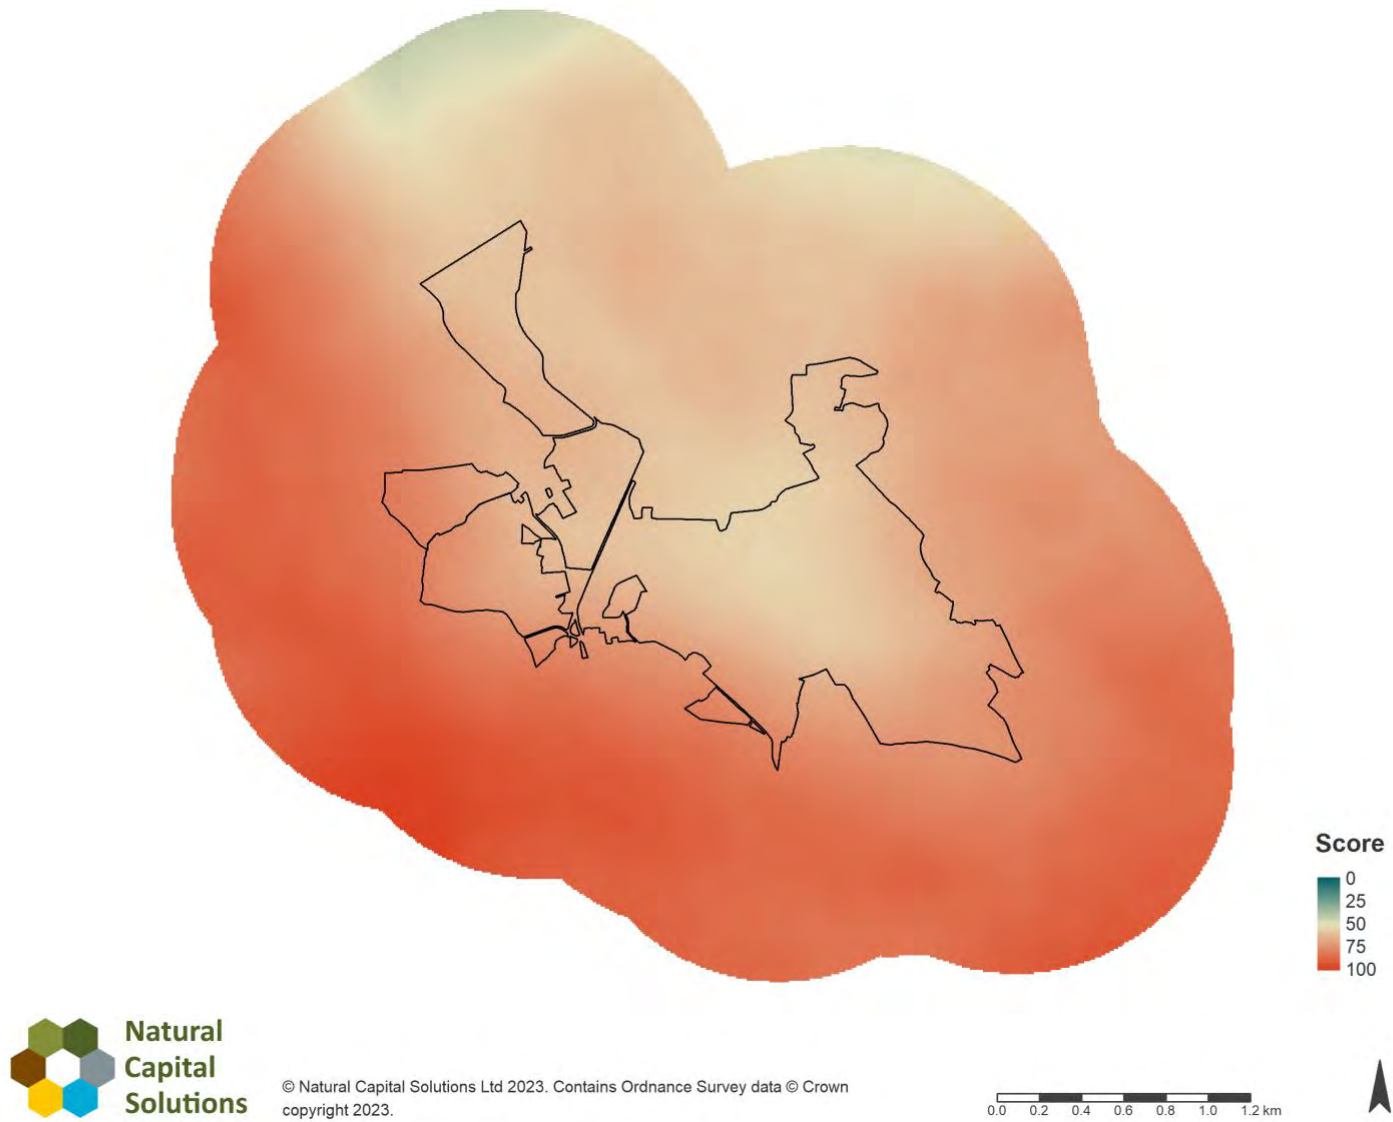 Score
0
25
50
75
100
Natural
Capital
Solutions
© Natural Capital Solutions Ltd 2023. Contains Ordnance Survey data © Crown
copyright 2023.
0.0 0.2 0.4 0.6 0.8 1.0 1.2 km